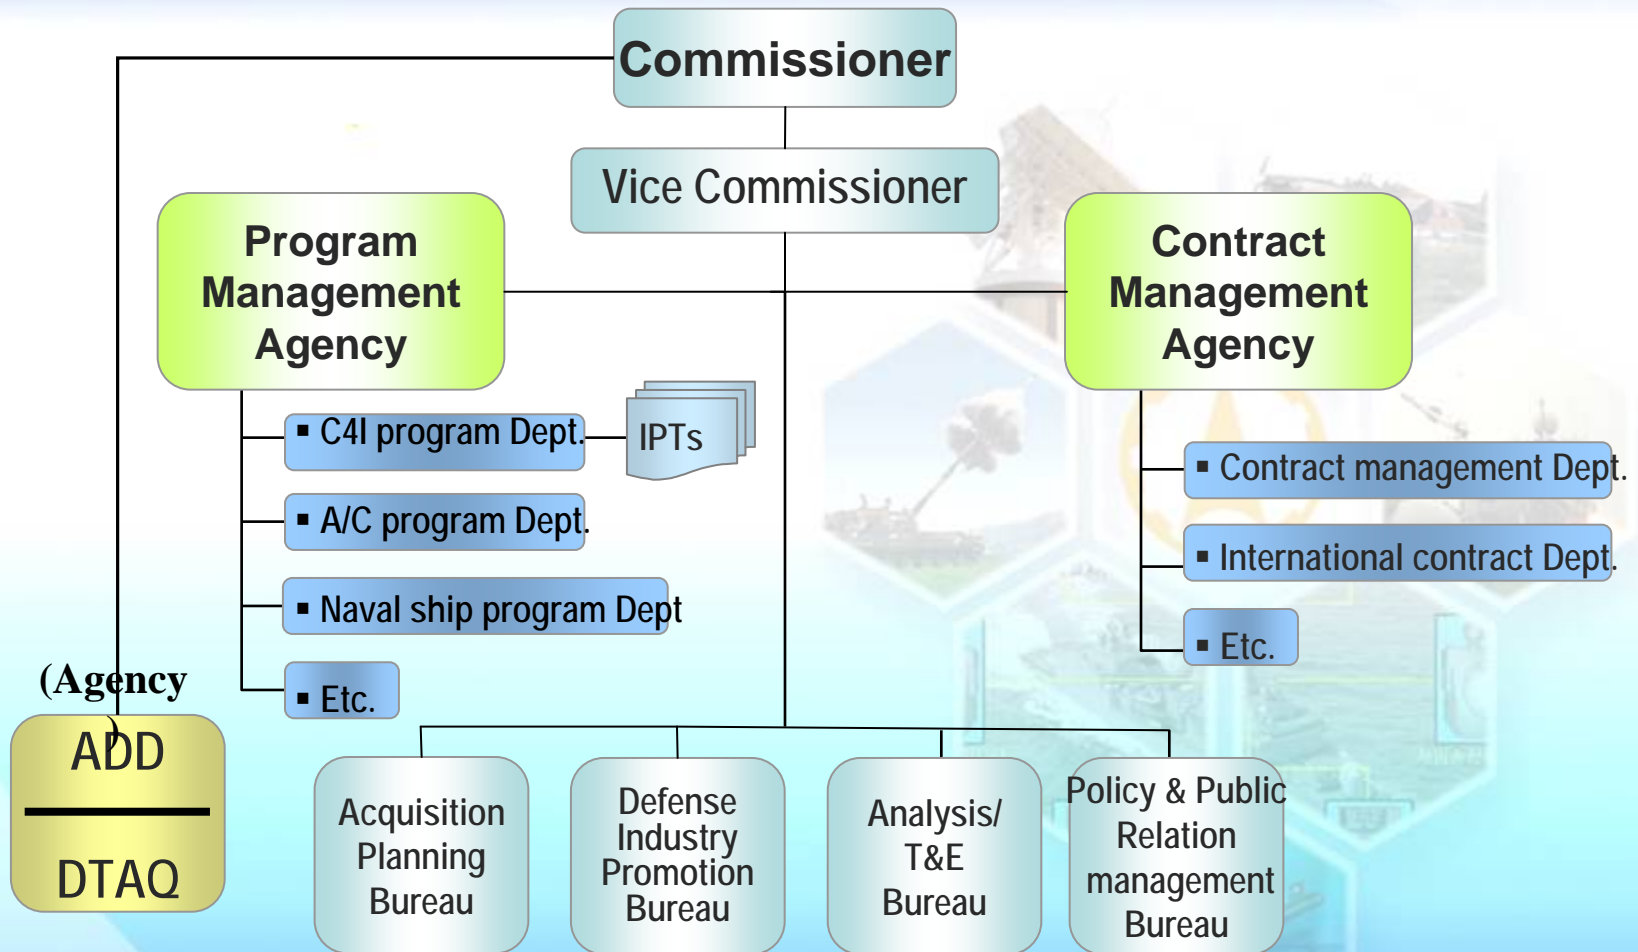 Commissioner
Vice Commissioner
Program
Management
Agency
▪ C4I program Dept.
IPTs
▪ A/C program Dept.
▪ Naval ship program Dept
▪ Etc.
Contract
Management
Agency
▪ Contract management Dept.
▪ International contract Dept.
▪ Etc.
(Agency
)
ADD
DTAQ
Acquisition
Planning
Bureau
Defense
Industry
Promotion
Bureau
Analysis/
T&E
Bureau
Policy & Public
Relation
management
Bureau